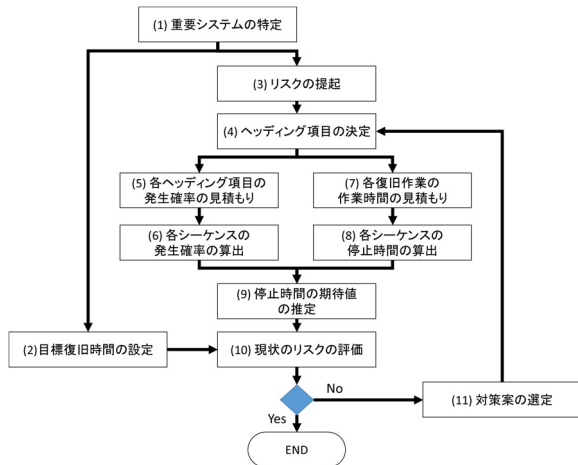 (1) 重要システムの特定
(3) リスクの提起
(4) ヘッディング項目の決定
(5) 各ヘッディング項目の
発生確率の見積もり
(7) 各復旧作業の
作業時間の見積もり
(6) 各シーケンスの
発生確率の算出
(8) 各シーケンスの
停止時間の算出
(9) 停止時間の期待値
の推定
(2)目標復旧時間の設定
(10) 現状のリスクの評価
No
(11) 対策案の選定
Yes
END